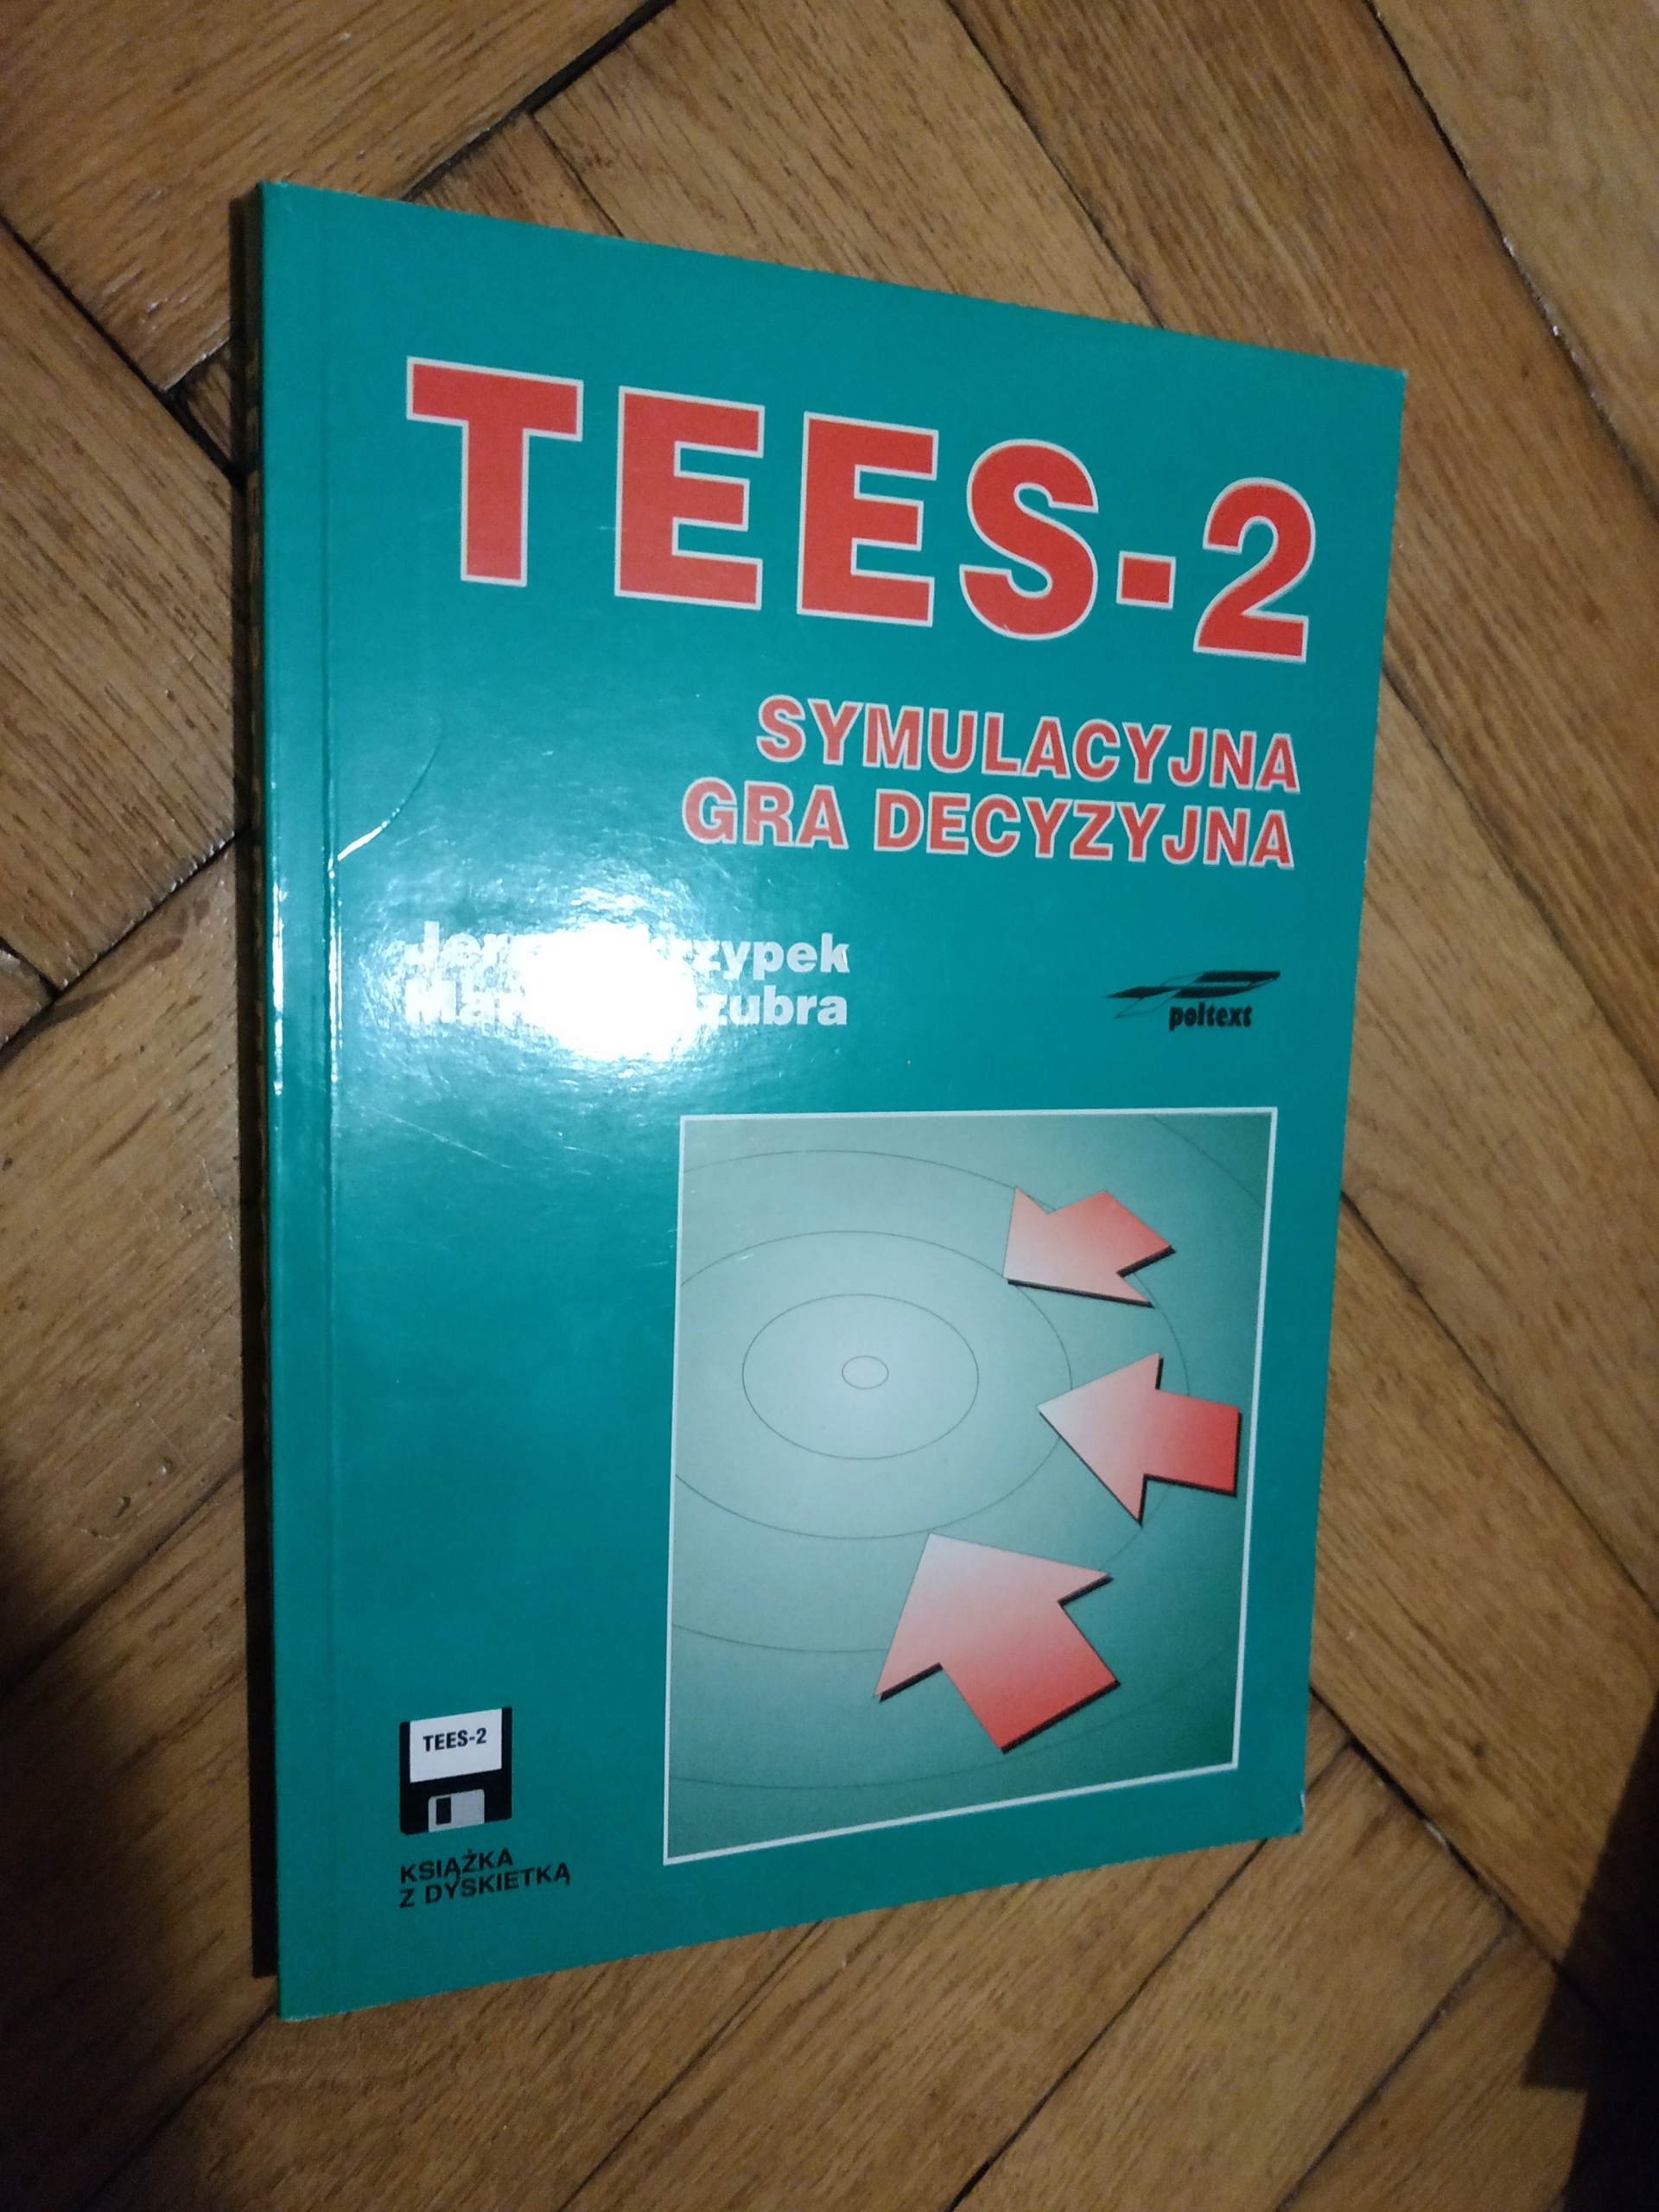 TEES-2
SYMULACYJNA
GRA DECYZYJNA
poltext
TEES-2
KSIĄŻKA
Z DYSKIETKĄ